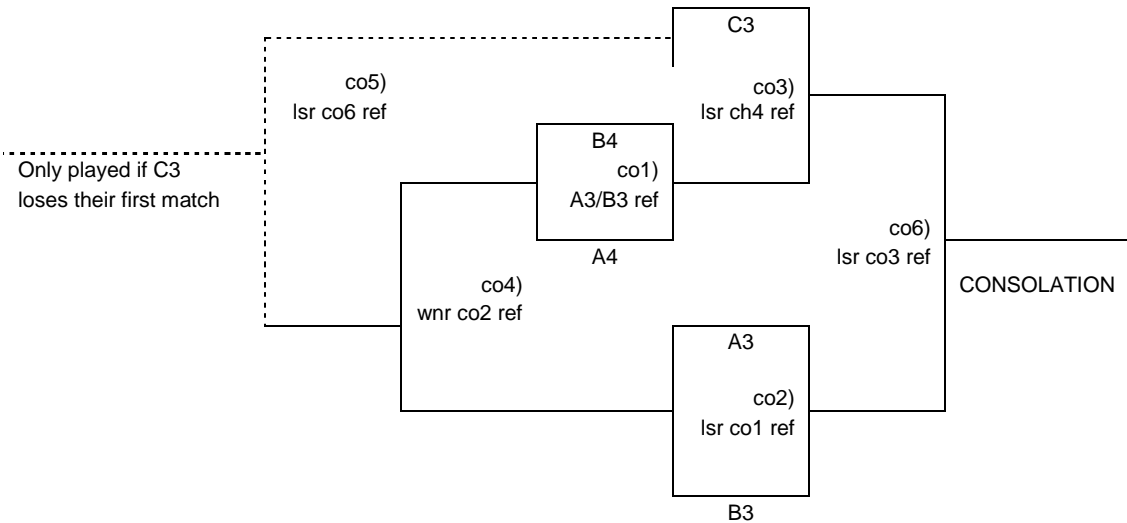 C3
co5)
lsr co6 ref
co3)
lsr ch4 ref
B4
co1)
A3/B3 ref
A4
Only played if C3
loses their first match
co6)
lsr co3 ref
CONSOLATION
co4)
wnr co2 ref
A3
co2)
lsr co1 ref
B3